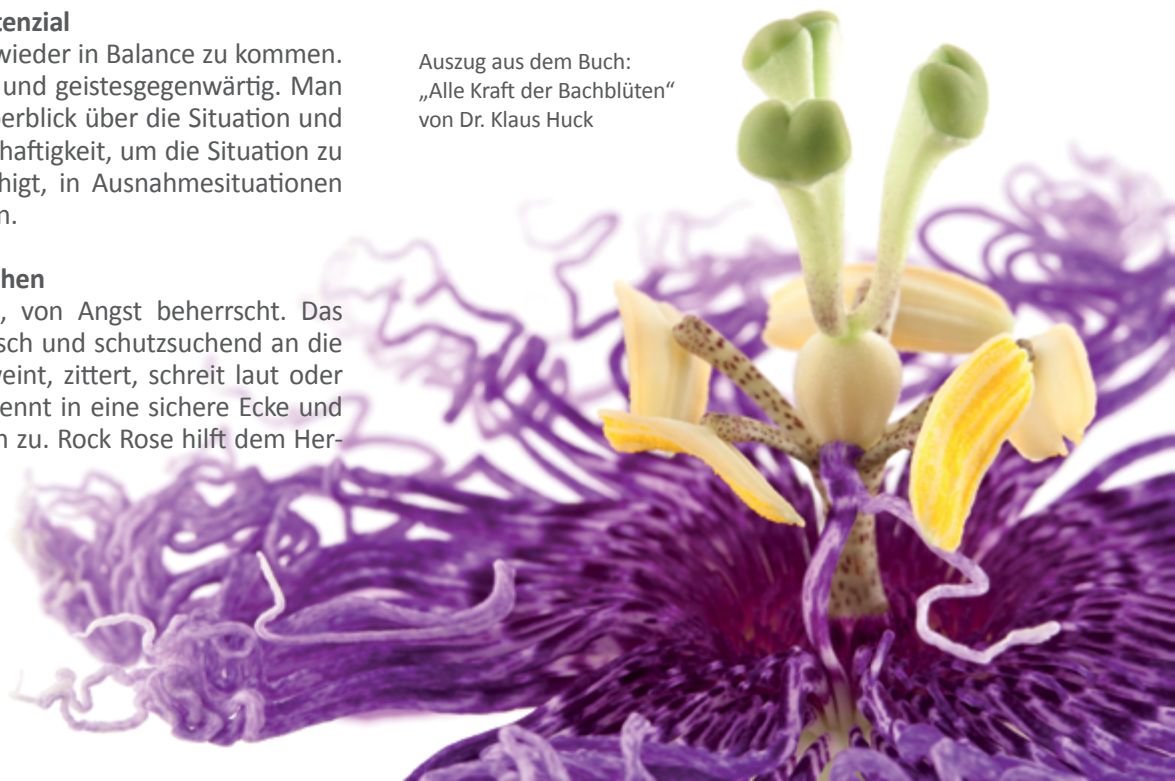 tenzial
wieder in Balance zu kommen.
und geistesgegenwärtig. Man
erblick über die Situation und
haftigkeit, um die Situation zu
higt, in Ausnahmesituationen
n.
hen
, von Angst beherrscht. Das
sch und schutzsuchend an die
eint, zittert, schreit laut oder
ennt in eine sichere Ecke und
n zu. Rock Rose hilft dem Her-
Auszug aus dem Buch:
„Alle Kraft der Bachblüten“
von Dr. Klaus Huck